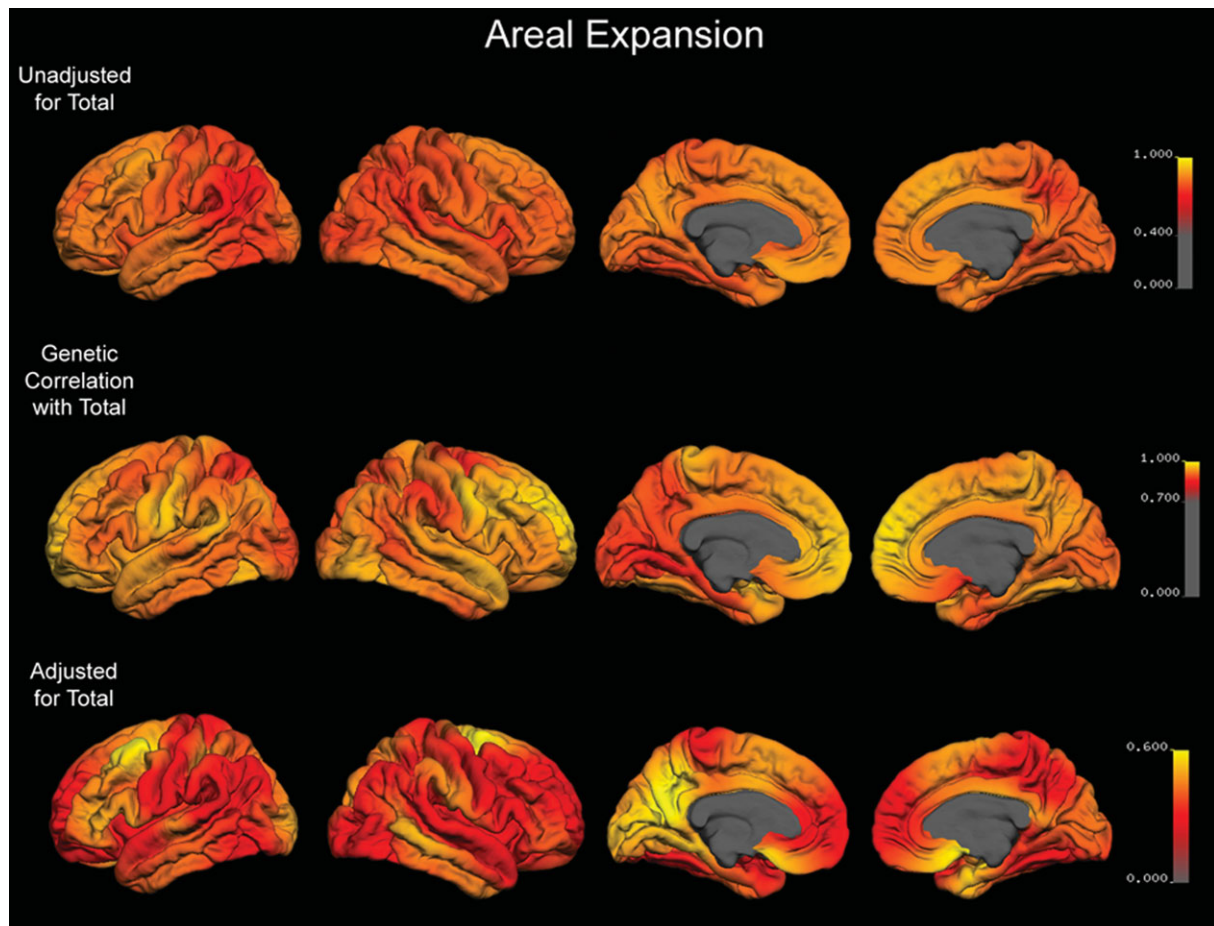 Areal Expansion
Unadjusted
for Total
1.000
0.400
0.000
Genetic
Correlation
with Total
1.000
0.700
0.000
Adjusted
for Total
0.600
0.000